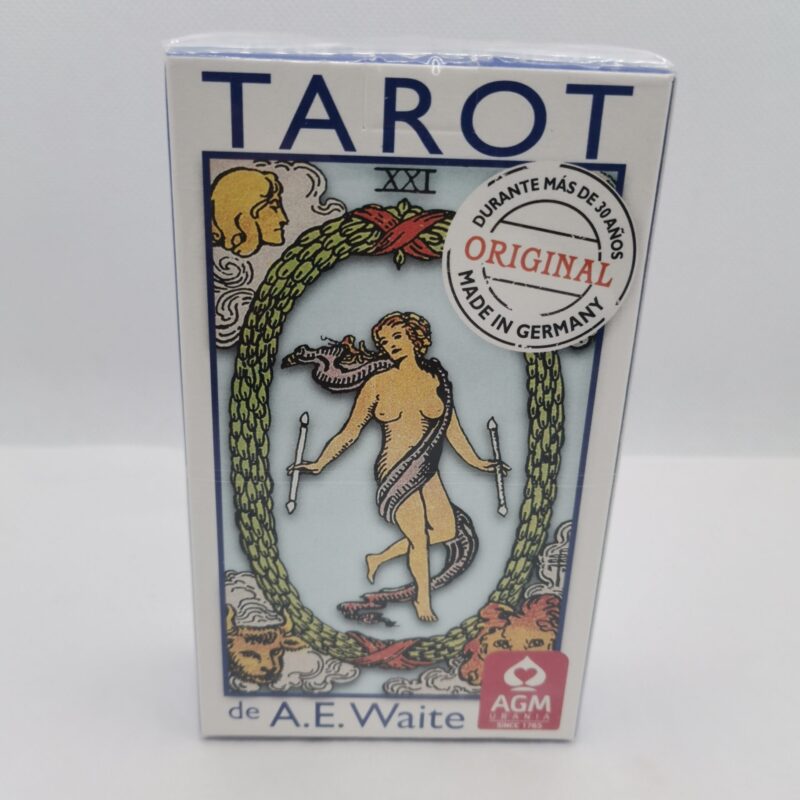 TAROT
XXI
DURANTE MÁS DE 30 AÑOS
ORIGINAL
MADE IN GERMANY
de A.E. Waite
AGM
URANIA
SINCE 1765